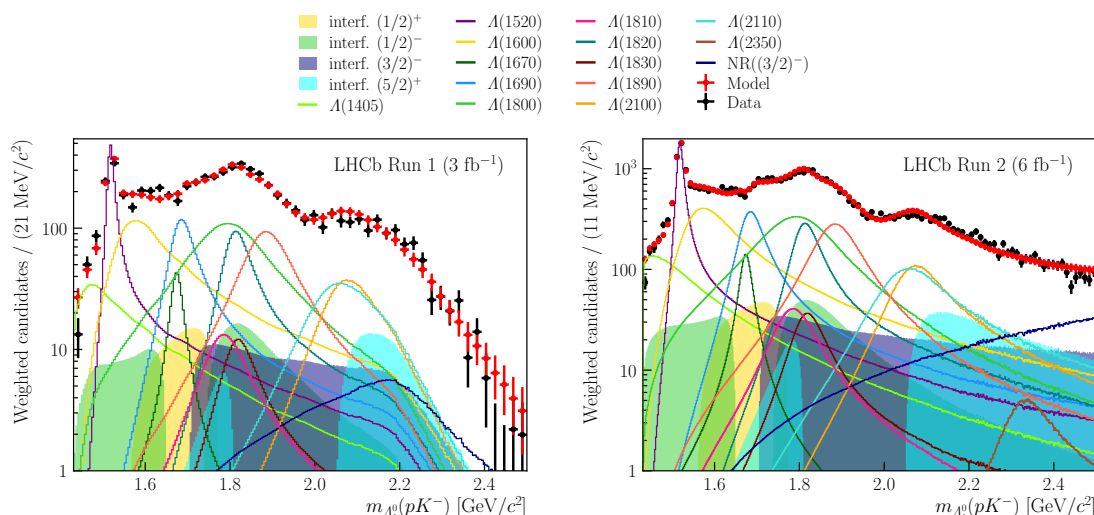 interf. (1/2)⁺
interf. (1/2)⁻
interf. (3/2)⁻
interf. (5/2)⁺
Λ(1405)
Λ(1520)
Λ(1600)
Λ(1670)
Λ(1690)
Λ(1800)
Λ(1810)
Λ(1820)
Λ(1830)
Λ(1890)
Λ(2100)
Λ(2110)
Λ(2350)
NR((3/2)⁻)
Model
Data
Weighted candidates / (21 MeV/c²)
LHCb Run 1 (3 fb⁻¹)
100
10
1
1.6 1.8 2.0 2.2 2.4
m_Λ⁰_b(pK⁻) [GeV/c²]
Weighted candidates / (11 MeV/c²)
LHCb Run 2 (6 fb⁻¹)
10³
100
10
1
1.6 1.8 2.0 2.2 2.4
(pK⁻) [GeV/c²]